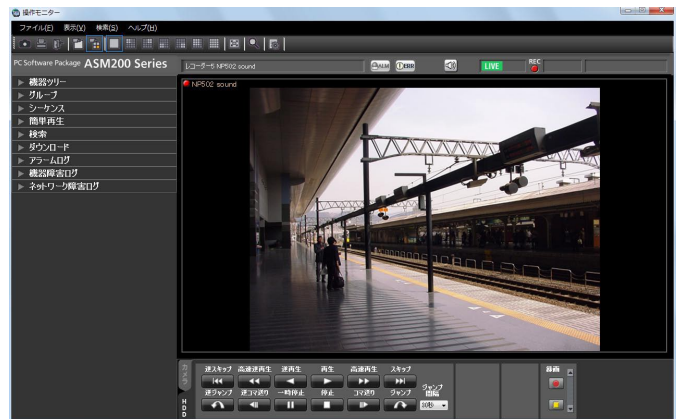 操作モニター
ファイル(F) 表示(V) 検索(S) ヘルプ(H)
PC Software Package ASM200 Series
レコーダー5 NP502 sound
ALM
ERR
LIVE
REC
機器ツリー
グループ
シーケンス
簡単再生
検索
ダウンロード
アラームログ
機器障害ログ
ネットワーク障害ログ
NP502 sound
カメラ
HDD
逆スキップ 高速逆再生 逆再生 再生 高速再生 スキップ
逆ジャンプ 逆コマ送り 一時停止 停止 コマ送り ジャンプ
ジャンプ間隔
30秒
録画